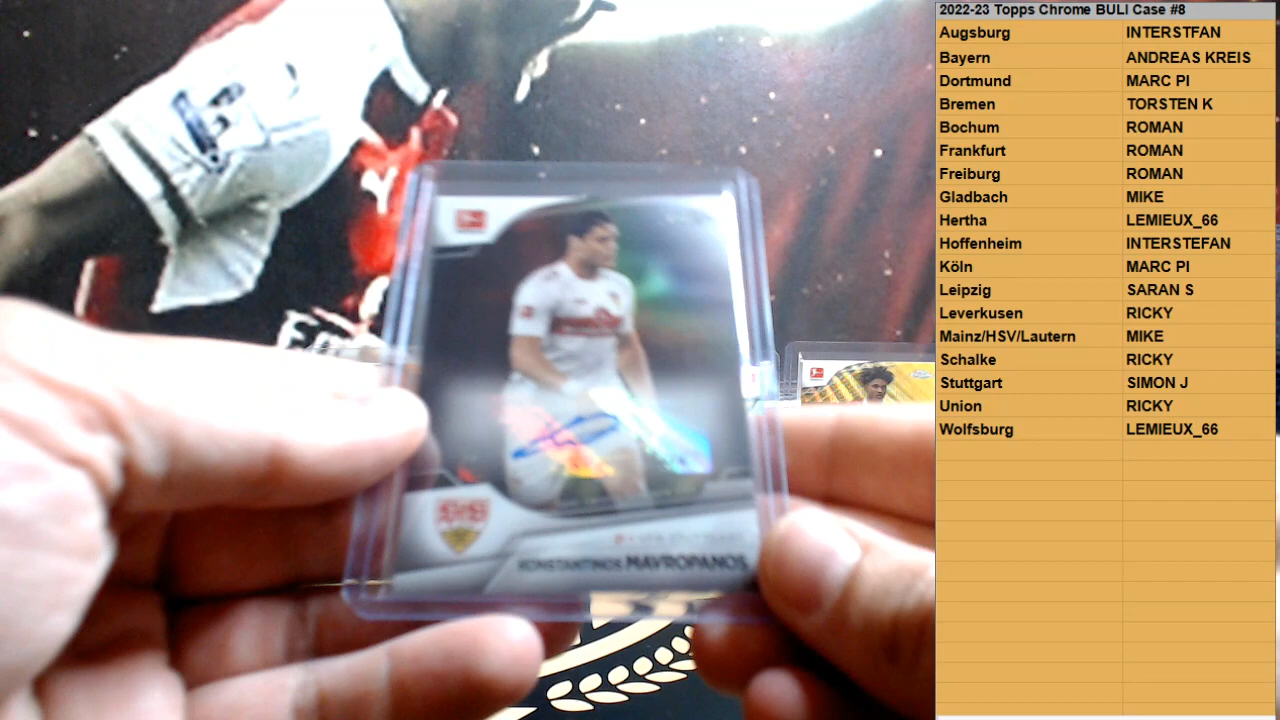 2022-23 Topps Chrome BULI Case #8
Augsburg INTERSTFAN
Bayern ANDREAS KREIS
Dortmund MARC PI
Bremen TORSTEN K
Bochum ROMAN
Frankfurt ROMAN
Freiburg ROMAN
Gladbach MIKE
Hertha LEMIEUX_66
Hoffenheim INTERSTEFAN
Köln MARC PI
Leipzig SARAN S
Leverkusen RICKY
Mainz/HSV/Lautern MIKE
Schalke RICKY
Stuttgart SIMON J
Union RICKY
Wolfsburg LEMIEUX_66
KONSTANTINOS MAVROPANOS